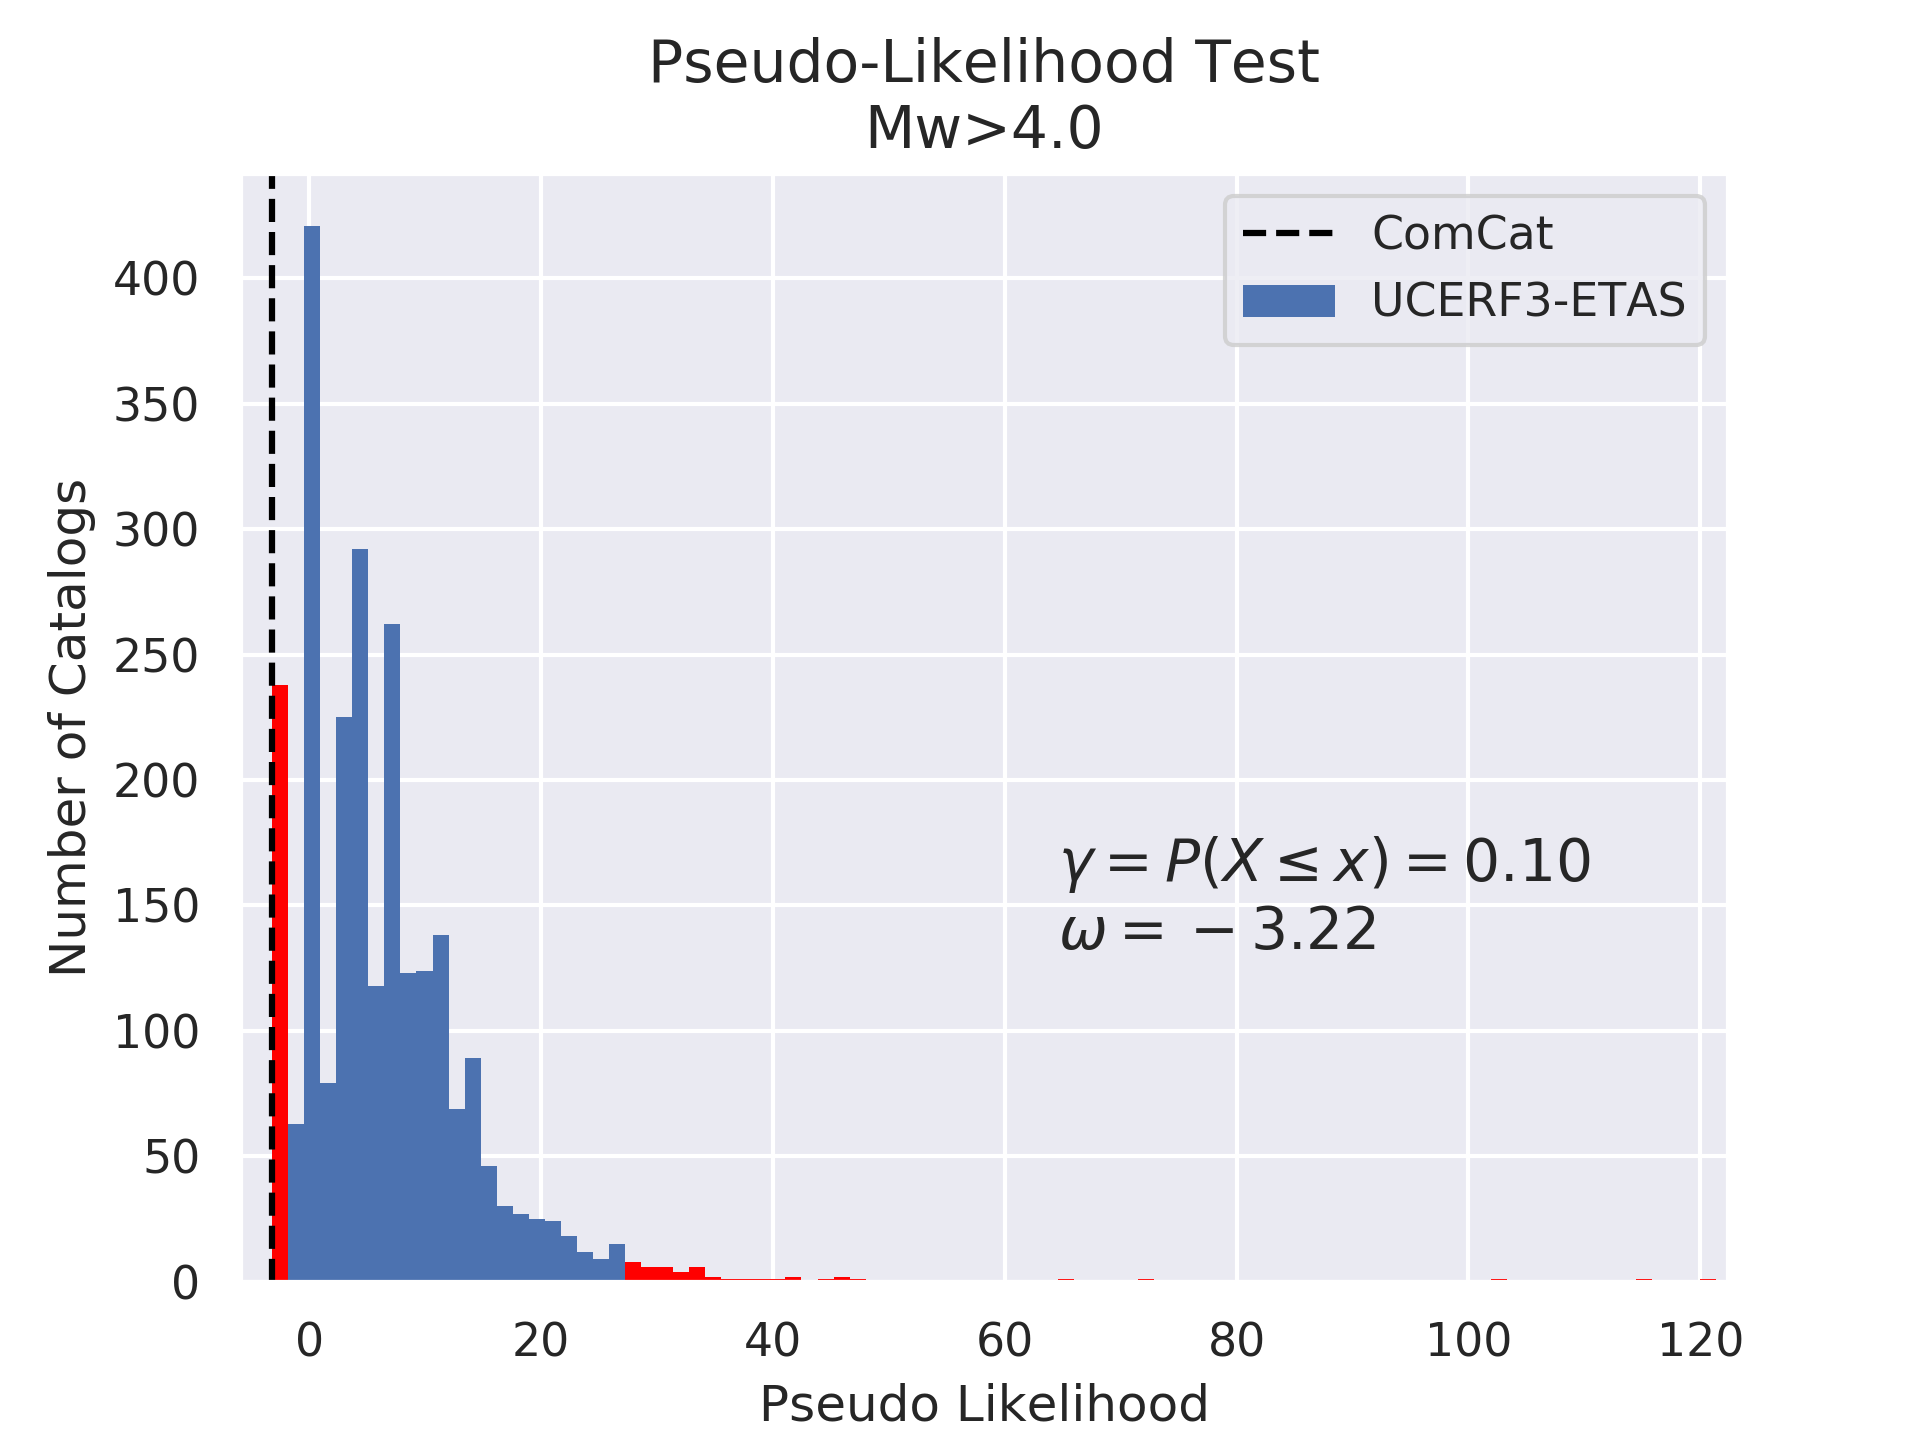 Pseudo-Likelihood Test
Mw>4.0
ComCat
UCERF3-ETAS
Number of Catalogs
400
350
300
250
200
150
100
50
0
γ = P(X ≤ x) = 0.10
ω = − 3.22
0 20 40 60 80 100 120
Pseudo Likelihood